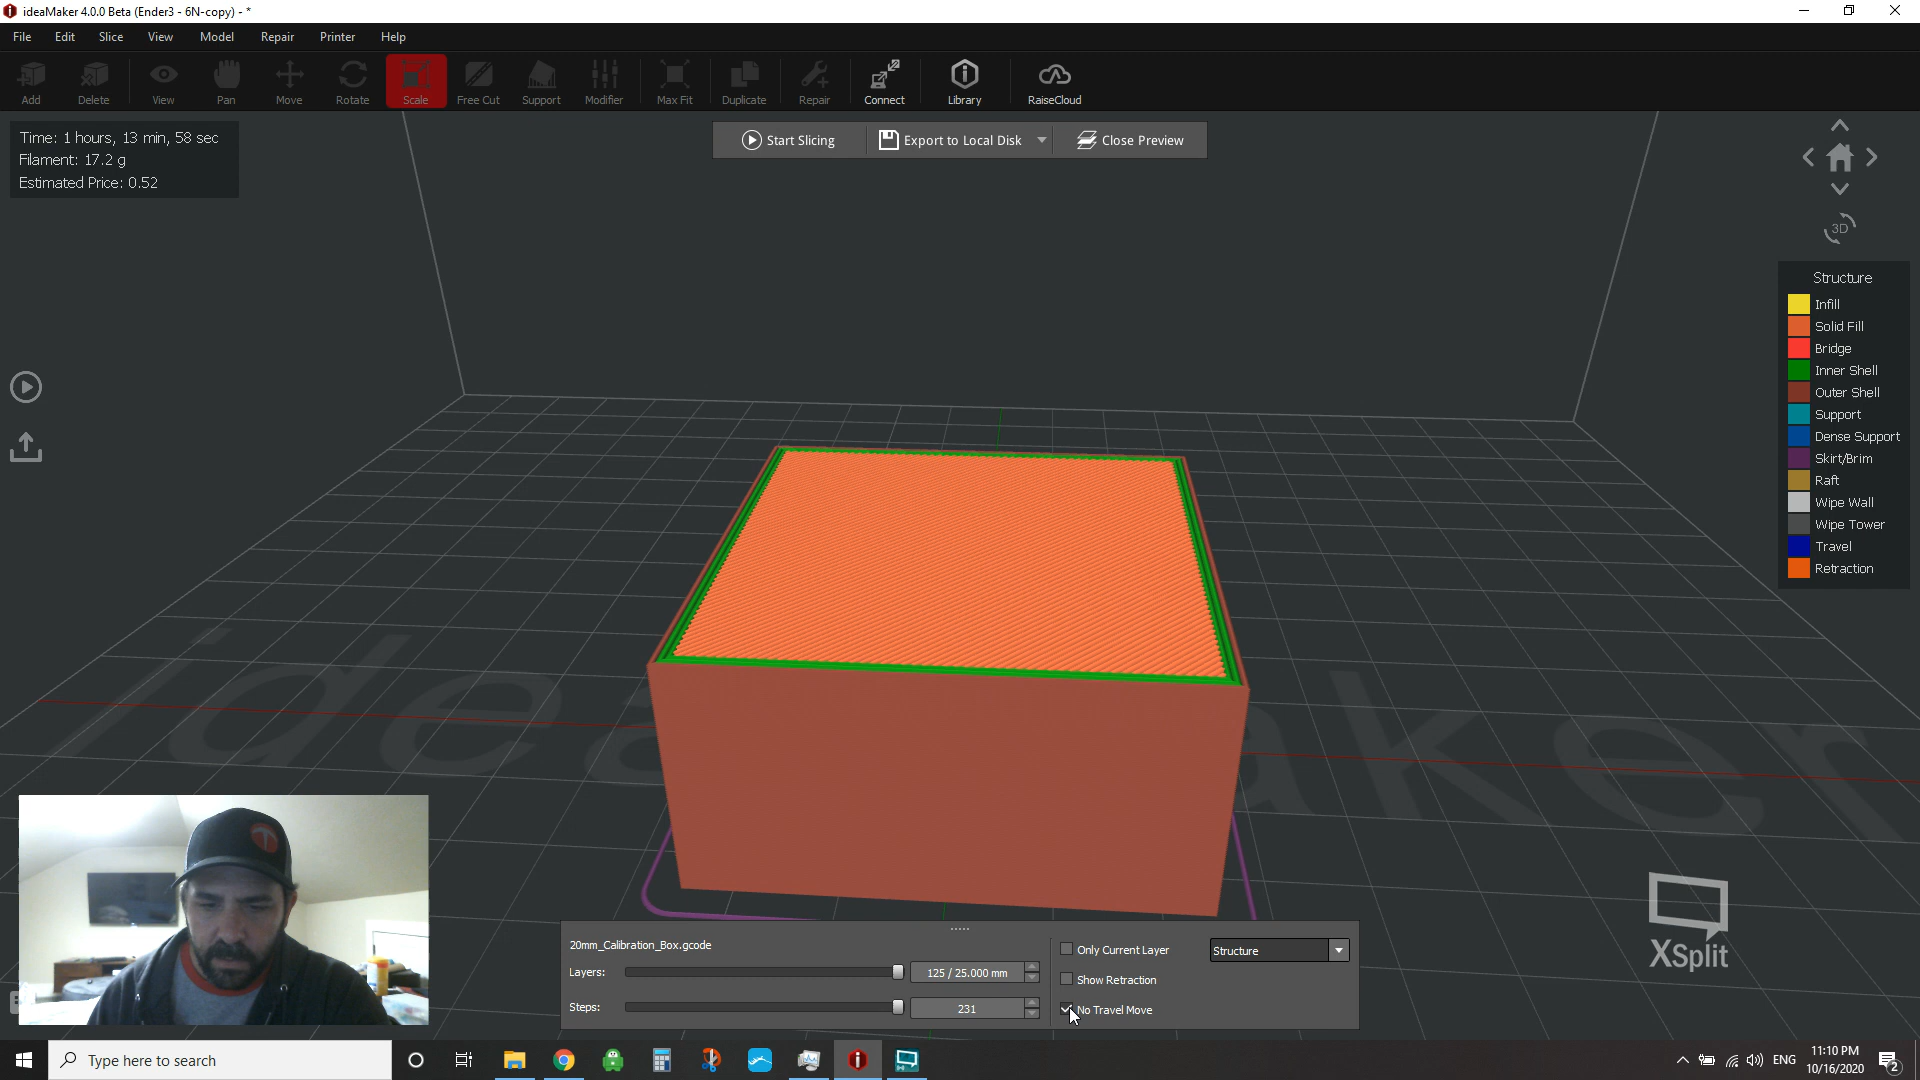 ideaMaker 4.0.0 Beta (Ender3 - 6N-copy) - *
File Edit Slice View Model Repair Printer Help
Add Delete View Pan Move Rotate Scale Free Cut Support Modifier Max Fit Duplicate Repair Connect Library RaiseCloud
Time: 1 hours, 13 min, 58 sec
Filament: 17.2 g
Estimated Price: 0.52
Start Slicing Export to Local Disk Close Preview
3D
Structure
Infill
Solid Fill
Bridge
Inner Shell
Outer Shell
Support
Dense Support
Skirt/Brim
Raft
Wipe Wall
Wipe Tower
Travel
Retraction
ideaMaker
XSplit
20mm_Calibration_Box.gcode
Layers: 125 / 25.000 mm
Steps: 231
Only Current Layer
Show Retraction
No Travel Move
Structure
Type here to search
ENG
11:10 PM
10/16/2020
2